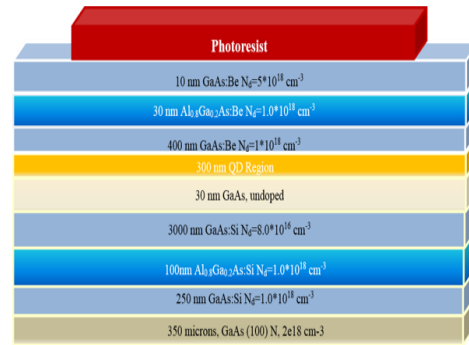 Photoresist
10 nm GaAs:Be Nd=5*10^18 cm^-3
30 nm Al0.8Ga0.2As:Be Nd=1.0*10^18 cm^-3
400 nm GaAs:Be Nd=1*10^18 cm^-3
300 nm QD Region
30 nm GaAs, undoped
3000 nm GaAs:Si Nd=8.0*10^16 cm^-3
100nm Al0.8Ga0.2As:Si Nd=1.0*10^18 cm^-3
250 nm GaAs:Si Nd=1.0*10^18 cm^-3
350 microns, GaAs (100) N, 2e18 cm-3